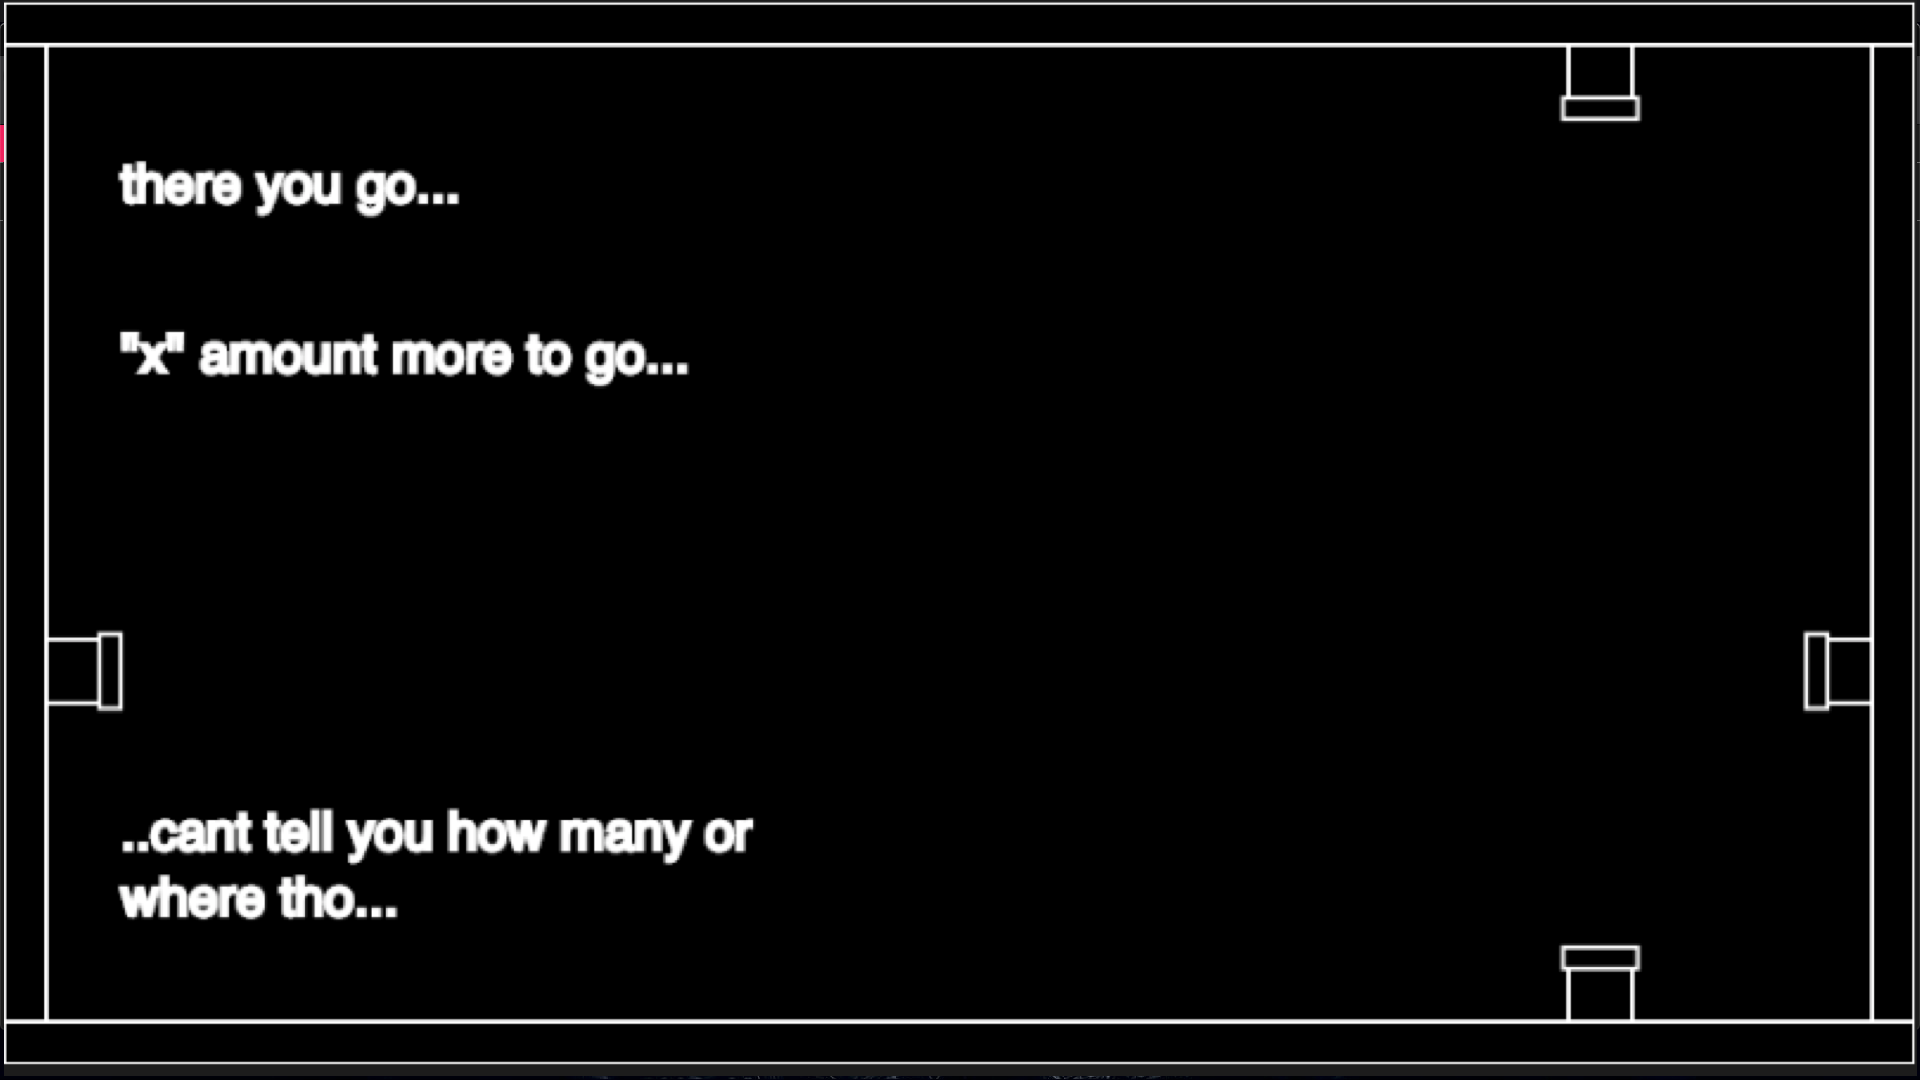 there you go...
"x" amount more to go...
..cant tell you how many or
where tho...